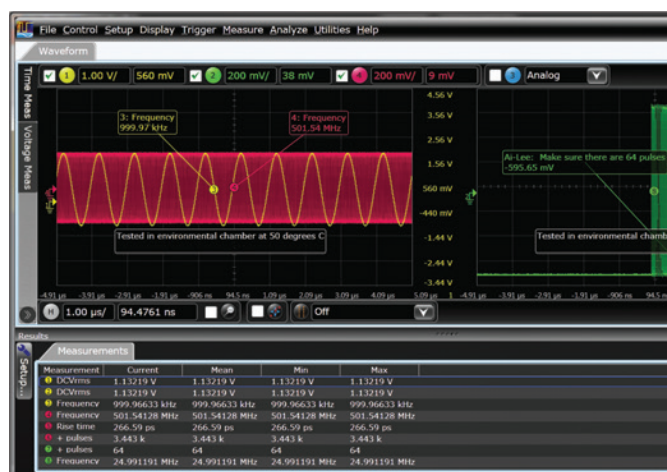 File Control Setup Display Trigger Measure Analyze Utilities Help
Waveform
1 1.00 V/ 560 mV 2 200 mV/ 38 mV 200 mV/ 9 mV 3 Analog
Time Meas
Voltage Meas
4.56 V
3.56 V
2.56 V
1.56 V
560 mV
-440 mV
-1.44 V
-2.44 V
-3.44 V
3: Frequency
999.97 kHz
4: Frequency
501.54 MHz
Tested in environmental chamber at 50 degrees C
Ai-Lee: Make sure there are 64 pulses
-595.65 mV
Tested in environmental chamb
-4.91 µs -3.91 µs -2.91 µs -1.91 µs -906 ns 94.5 ns 1.09 µs 2.09 µs 3.09 µs 4.09 µs 5.09 µs 1 -4.91 µs -3.91 µs -2.91 µs -1.91 µs -906 ns 94.5
H 1.00 µs/ 94.4761 ns Off
Results
Measurements
Setup...
Measurement Current Mean Min Max
DCVrms 1.13219 V 1.13219 V 1.13219 V 1.13219 V
DCVrms 1.13219 V 1.13219 V 1.13219 V 1.13219 V
Frequency 999.96633 kHz 999.96633 kHz 999.96633 kHz 999.96633 kHz
Frequency 501.54128 MHz 501.54128 MHz 501.54128 MHz 501.54128 MHz
Rise time 266.59 ps 266.59 ps 266.59 ps 266.59 ps
+ pulses 3.443 k 3.443 k 3.443 k 3.443 k
+ pulses 64 64 64 64
Frequency 24.991191 MHz 24.991191 MHz 24.991191 MHz 24.991191 MHz